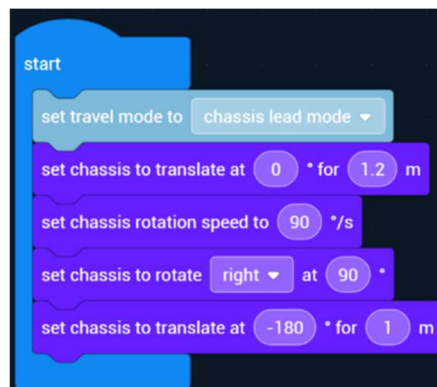 start
set travel mode to chassis lead mode
set chassis to translate at 0 ° for 1.2 m
set chassis rotation speed to 90 °/s
set chassis to rotate right at 90 °
set chassis to translate at -180 ° for 1 m